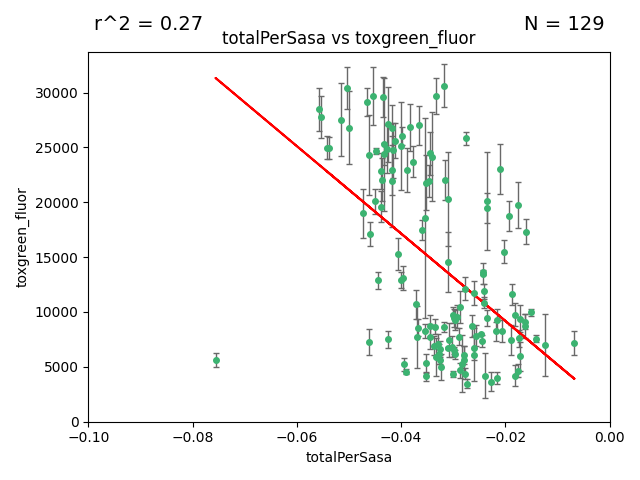 r^2 = 0.27
N = 129
totalPerSasa vs toxgreen_fluor
30000
25000
20000
15000
10000
5000
0
toxgreen_fluor
−0.10
−0.08
−0.06
−0.04
−0.02
0.00
totalPerSasa